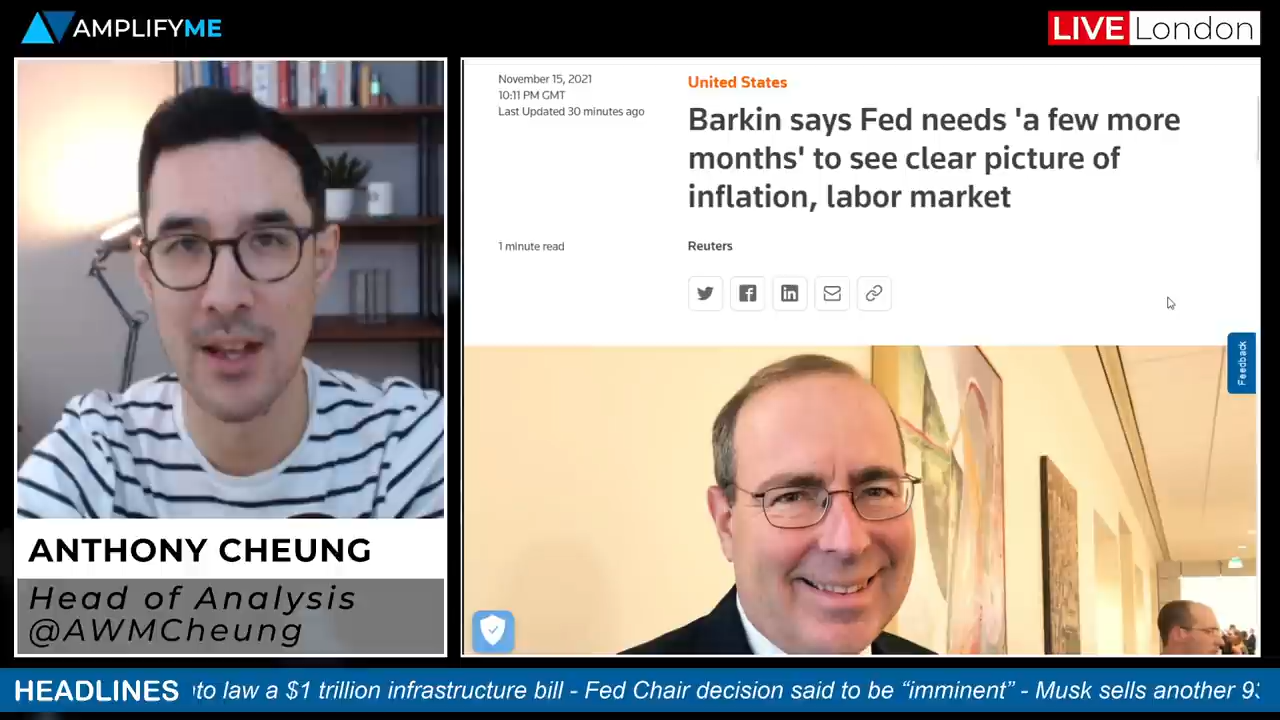 AMPLIFYME
LIVE London
November 15, 2021
10:11 PM GMT
Last Updated 30 minutes ago
United States
Barkin says Fed needs 'a few more
months' to see clear picture of
inflation, labor market
1 minute read
Reuters
Feedback
ANTHONY CHEUNG
Head of Analysis
@AWMCheung
HEADLINES law a $1 trillion infrastructure bill - Fed Chair decision said to be “imminent” - Musk sells another